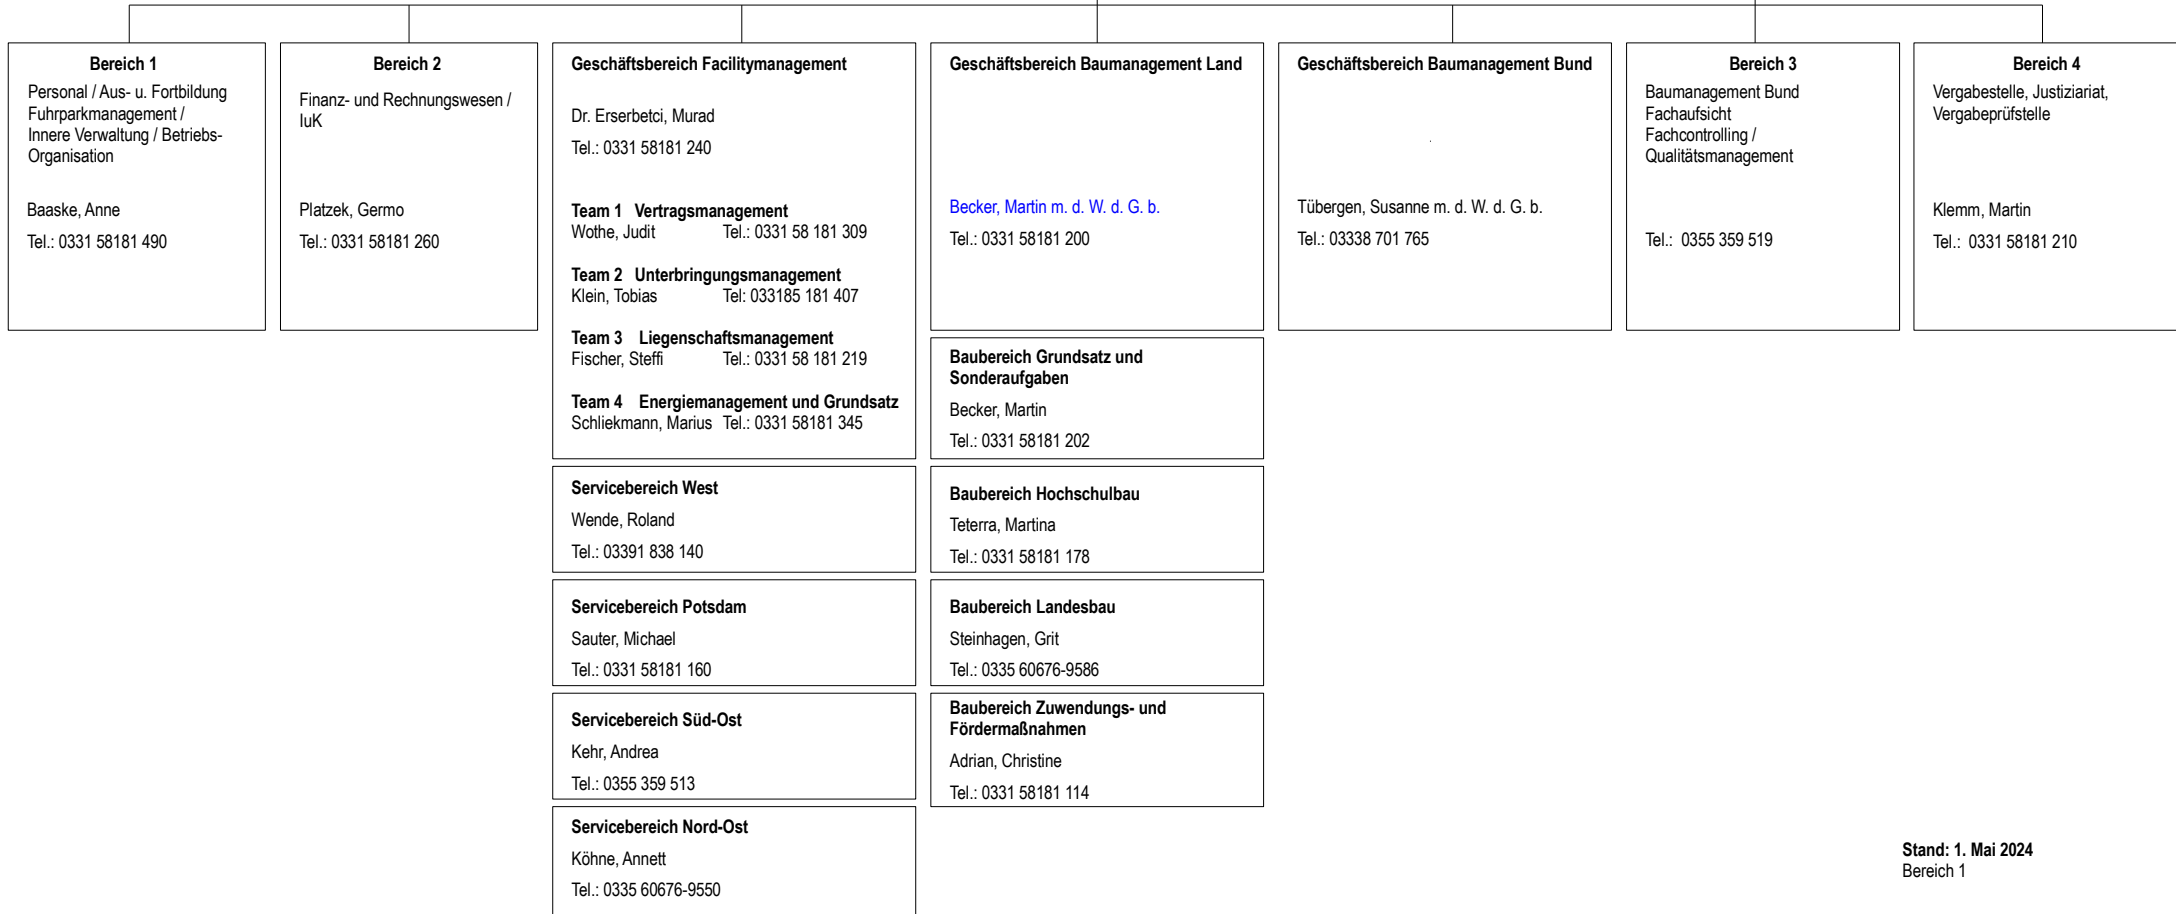 Bereich 1
Personal / Aus- u. Fortbildung
Fuhrparkmanagement /
Innere Verwaltung / Betriebs-
Organisation
Baaske, Anne
Tel.: 0331 58181 490
Bereich 2
Finanz- und Rechnungswesen /
IuK
Platzek, Germo
Tel.: 0331 58181 260
Geschäftsbereich Facilitymanagement
Dr. Erserbetci, Murad
Tel.: 0331 58181 240
Team 1 Vertragsmanagement
Wothe, Judit Tel.: 0331 58 181 309
Team 2 Unterbringungsmanagement
Klein, Tobias Tel: 033185 181 407
Team 3 Liegenschaftsmanagement
Fischer, Steffi Tel.: 0331 58 181 219
Team 4 Energiemanagement und Grundsatz
Schliekmann, Marius Tel.: 0331 58181 345
Servicebereich West
Wende, Roland
Tel.: 03391 838 140
Servicebereich Potsdam
Sauter, Michael
Tel.: 0331 58181 160
Servicebereich Süd-Ost
Kehr, Andrea
Tel.: 0355 359 513
Servicebereich Nord-Ost
Köhne, Annett
Tel.: 0335 60676-9550
Geschäftsbereich Baumanagement Land
Becker, Martin m. d. W. d. G. b.
Tel.: 0331 58181 200
Baubereich Grundsatz und
Sonderaufgaben
Becker, Martin
Tel.: 0331 58181 202
Baubereich Hochschulbau
Teterra, Martina
Tel.: 0331 58181 178
Baubereich Landesbau
Steinhagen, Grit
Tel.: 0335 60676-9586
Baubereich Zuwendungs- und
Fördermaßnahmen
Adrian, Christine
Tel.: 0331 58181 114
Geschäftsbereich Baumanagement Bund
Tübergen, Susanne m. d. W. d. G. b.
Tel.: 03338 701 765
Bereich 3
Baumanagement Bund
Fachaufsicht
Fachcontrolling /
Qualitätsmanagement
Tel.: 0355 359 519
Bereich 4
Vergabestelle, Justiziariat,
Vergabeprüfstelle
Klemm, Martin
Tel.: 0331 58181 210
Stand: 1. Mai 2024
Bereich 1